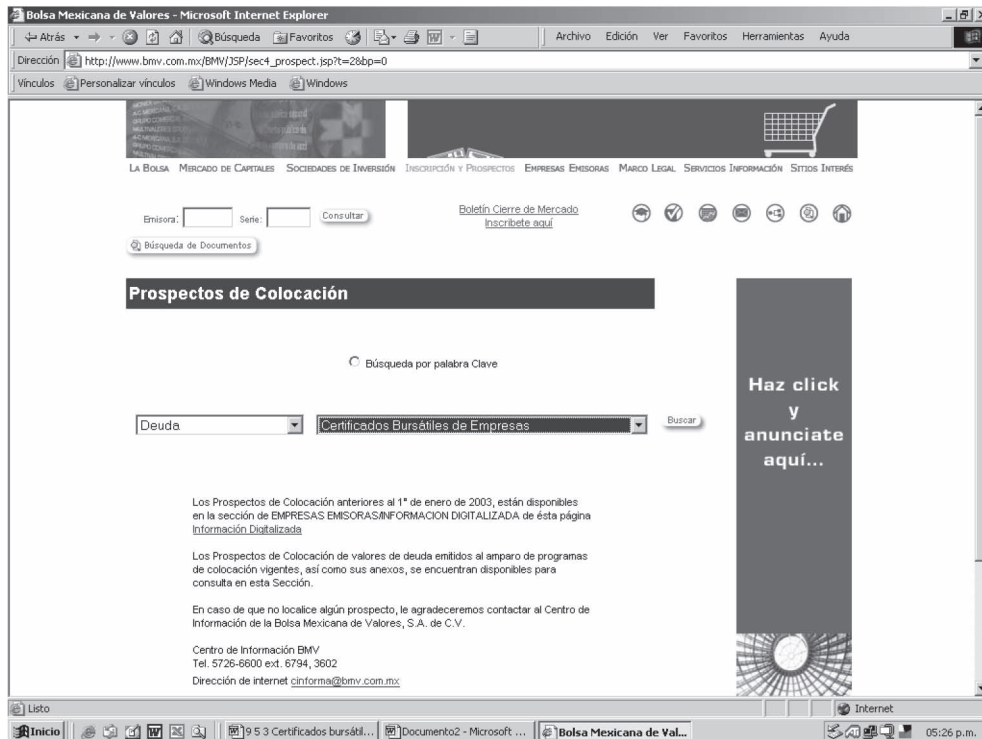 Bolsa Mexicana de Valores - Microsoft Internet Explorer
Atrás Búsqueda Favoritos Archivo Edición Ver Favoritos Herramientas Ayuda
Dirección http://www.bmv.com.mx/BMV/JSP/sec4_prospect.jsp?t=2&bp=0
Vínculos Personalizar vínculos Windows Media Windows
LA BOLSA MERCADO DE CAPITALES SOCIEDADES DE INVERSIÓN INSCRIPCIÓN Y PROSPECTOS EMPRESAS EMISORAS MARCO LEGAL SERVICIOS INFORMACIÓN SITIOS INTERÉS
Emisora: Serie: Consultar
Boletín Cierre de Mercado
Inscribete aquí
Búsqueda de Documentos
Prospectos de Colocación
Búsqueda por palabra Clave
Deuda Certificados Bursátiles de Empresas Buscar
Haz click
y
anunciate
aquí...
Los Prospectos de Colocación anteriores al 1° de enero de 2003, están disponibles
en la sección de EMPRESAS EMISORAS/INFORMACION DIGITALIZADA de ésta página
Información Digitalizada
Los Prospectos de Colocación de valores de deuda emitidos al amparo de programas
de colocación vigentes, así como sus anexos, se encuentran disponibles para
consulta en esta Sección.
En caso de que no localice algún prospecto, le agradeceremos contactar al Centro de
Información de la Bolsa Mexicana de Valores, S.A. de C.V.
Centro de Información BMV
Tel. 5726-6600 ext. 6794, 3602
Dirección de internet cinforma@bmv.com.mx
Listo Internet
Inicio 9 5 3 Certificados bursátil... Documento2 - Microsoft ... Bolsa Mexicana de Val... 05:26 p.m.